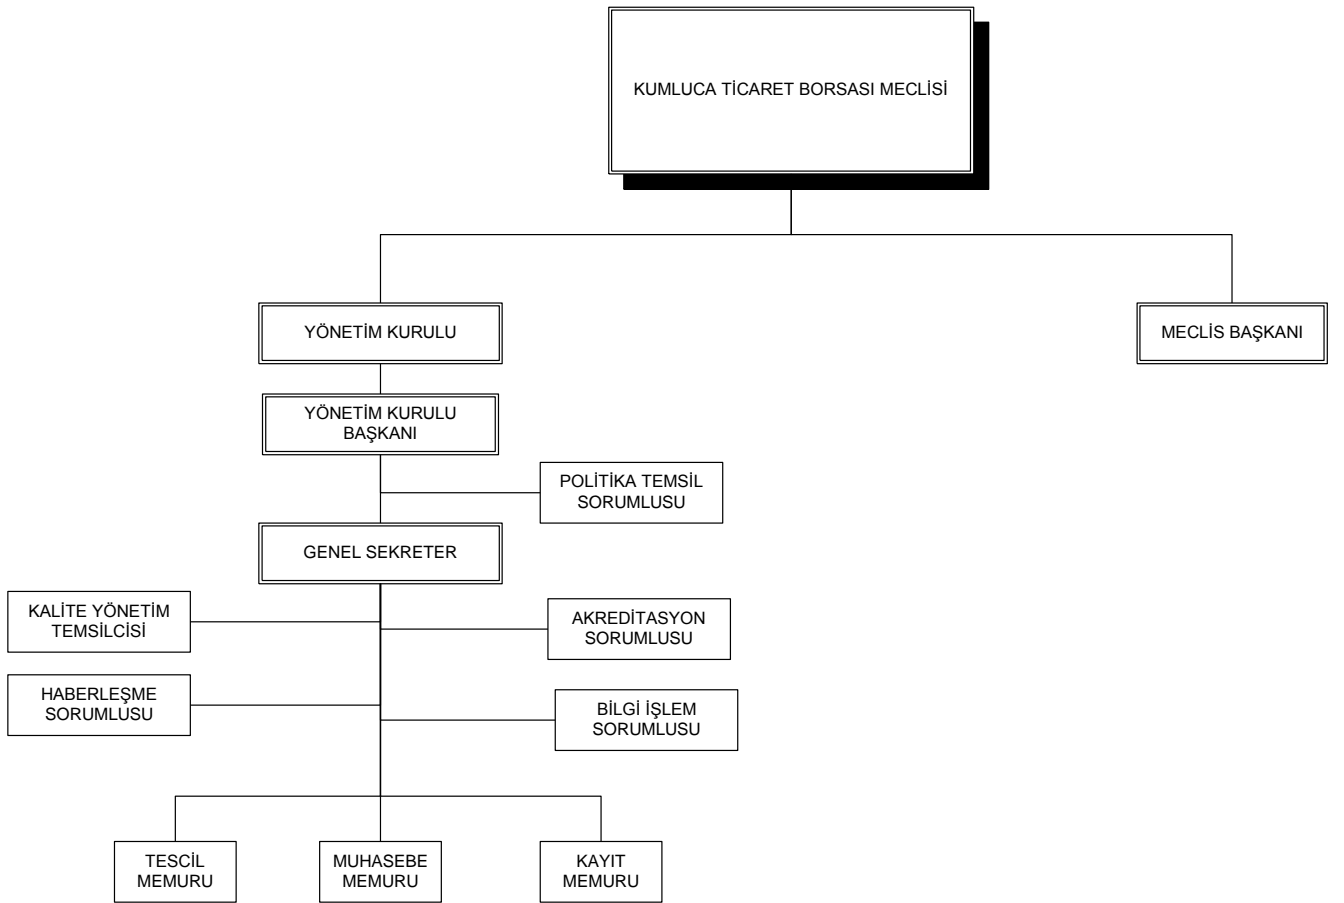 KUMLUCA TİCARET BORSASI MECLİSİ
YÖNETİM KURULU
MECLİS BAŞKANI
YÖNETİM KURULU
BAŞKANI
POLİTİKA TEMSİL
SORUMLUSU
GENEL SEKRETER
KALİTE YÖNETİM
TEMSİLCİSİ
AKREDİTASYON
SORUMLUSU
HABERLEŞME
SORUMLUSU
BİLGİ İŞLEM
SORUMLUSU
TESCİL
MEMURU
MUHASEBE
MEMURU
KAYIT
MEMURU